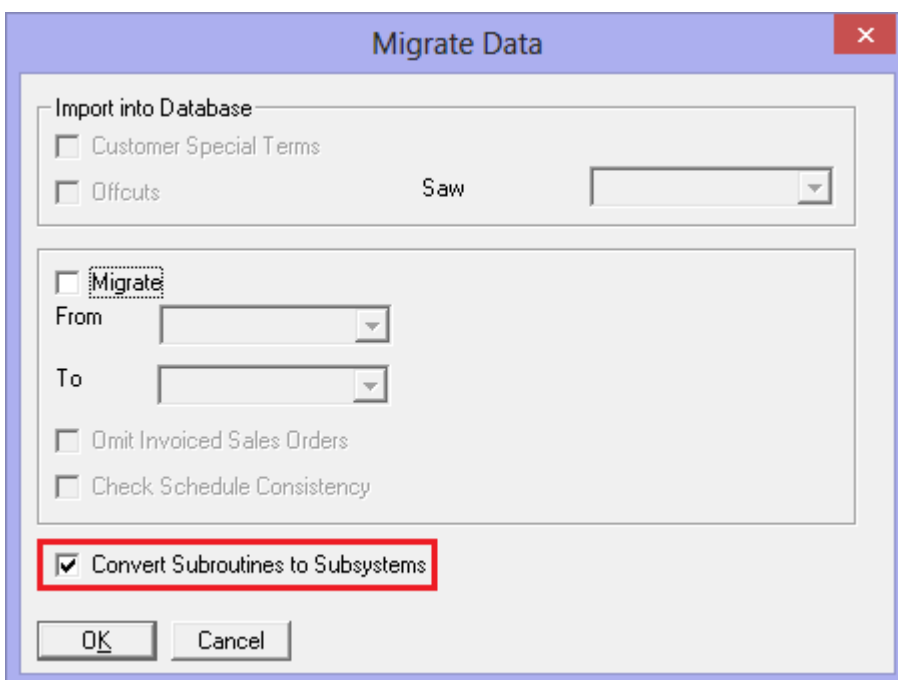 Migrate Data
Import into Database
Customer Special Terms
Offcuts Saw
Migrate
From
To
Omit Invoiced Sales Orders
Check Schedule Consistency
Convert Subroutines to Subsystems
OK Cancel